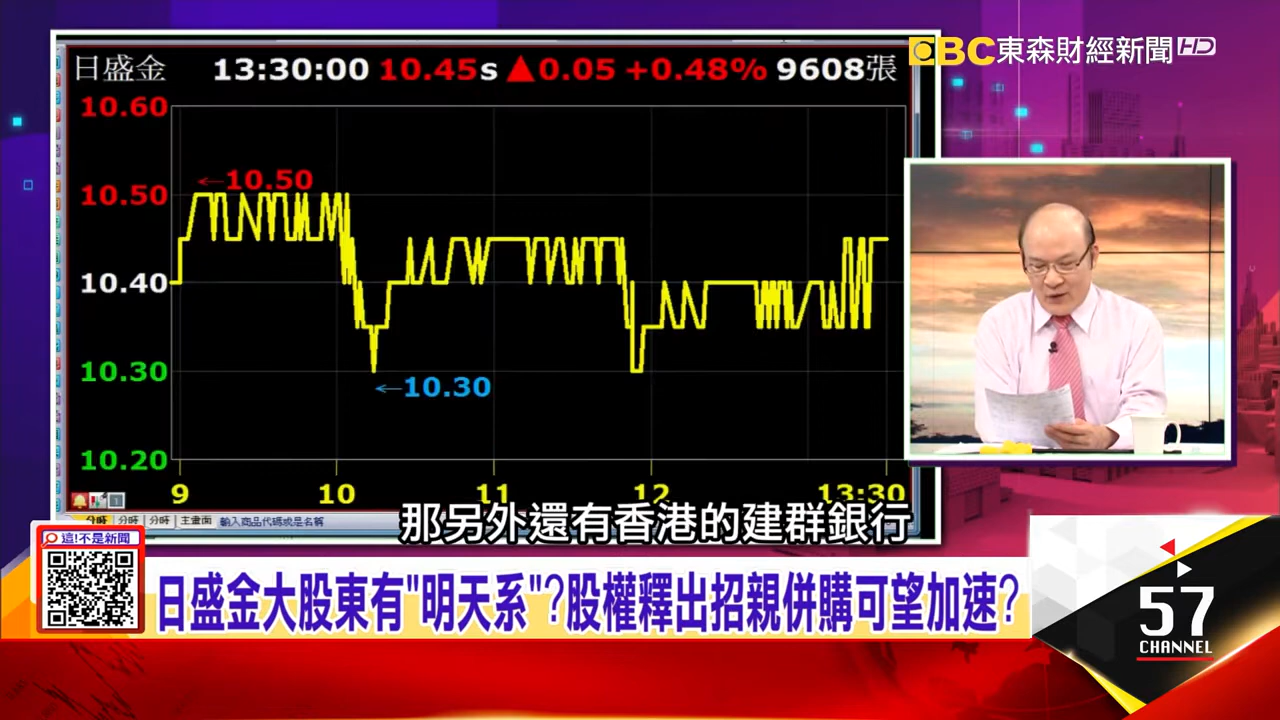 EBC 東森財經新聞 HD
日盛金 13:30:00 10.45s ▲0.05 +0.48% 9608張
10.60
←10.50
10.50
10.40
10.30
←10.30
10.20
9 10 11 12 13:30
分時 分時 分時 主畫面 輸入商品代碼或是名稱
那另外還有香港的建群銀行
這!不是新聞
日盛金大股東有"明天系"?股權釋出招親併購可望加速?
57
CHANNEL